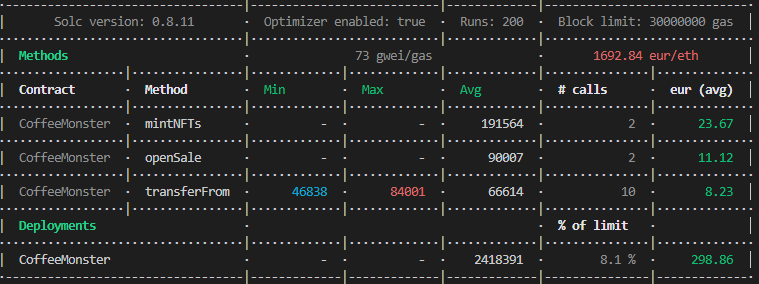 Solc version: 0.8.11 · Optimizer enabled: true · Runs: 200 · Block limit: 30000000 gas
Methods · 73 gwei/gas · 1692.84 eur/eth
Contract · Method · Min · Max · Avg · # calls · eur (avg)
CoffeeMonster · mintNFTs · - · - · 191564 · 2 · 23.67
CoffeeMonster · openSale · - · - · 90007 · 2 · 11.12
CoffeeMonster · transferFrom · 46838 · 84001 · 66614 · 10 · 8.23
Deployments · · % of limit ·
CoffeeMonster · - · - · 2418391 · 8.1 % · 298.86